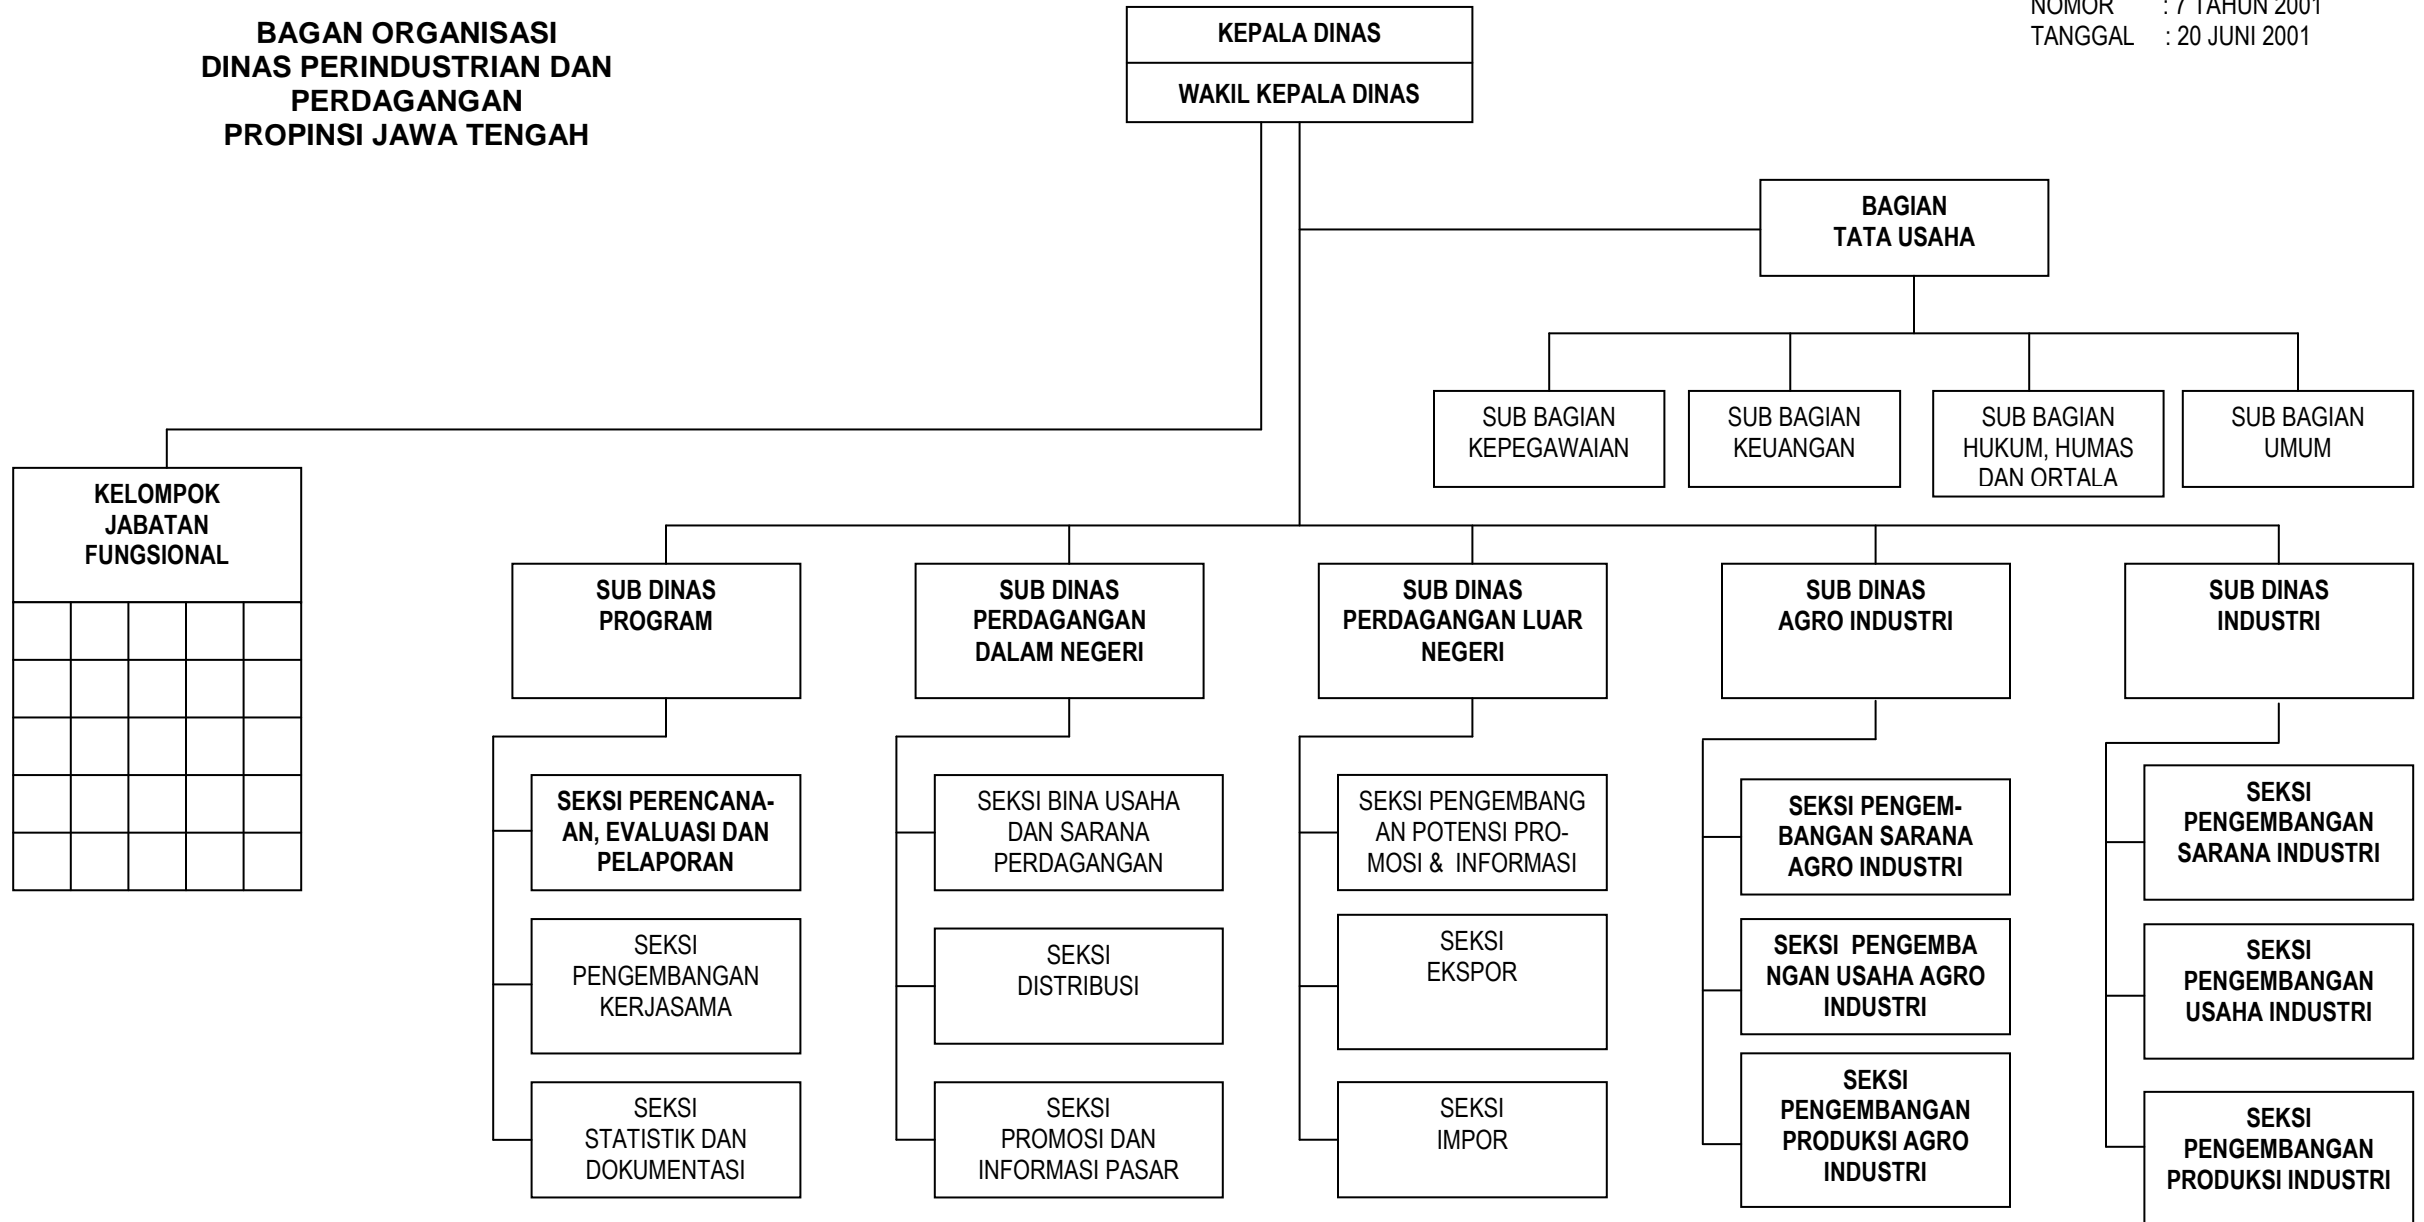 BAGAN ORGANISASI
DINAS PERINDUSTRIAN DAN
PERDAGANGAN
PROPINSI JAWA TENGAH
KEPALA DINAS
WAKIL KEPALA DINAS
NOMOR : 7 TAHUN 2001
TANGGAL : 20 JUNI 2001
BAGIAN
TATA USAHA
SUB BAGIAN
KEPEGAWAIAN
SUB BAGIAN
KEUANGAN
SUB BAGIAN
HUKUM, HUMAS
DAN ORTALA
SUB BAGIAN
UMUM
KELOMPOK
JABATAN
FUNGSIONAL
SUB DINAS
PROGRAM
SUB DINAS
PERDAGANGAN
DALAM NEGERI
SUB DINAS
PERDAGANGAN LUAR
NEGERI
SUB DINAS
AGRO INDUSTRI
SUB DINAS
INDUSTRI
SEKSI PERENCANA-
AN, EVALUASI DAN
PELAPORAN
SEKSI BINA USAHA
DAN SARANA
PERDAGANGAN
SEKSI PENGEMBANG
AN POTENSI PRO-
MOSI & INFORMASI
SEKSI PENGEM-
BANGAN SARANA
AGRO INDUSTRI
SEKSI
PENGEMBANGAN
SARANA INDUSTRI
SEKSI
PENGEMBANGAN
KERJASAMA
SEKSI
DISTRIBUSI
SEKSI
EKSPOR
SEKSI PENGEMBA
NGAN USAHA AGRO
INDUSTRI
SEKSI
PENGEMBANGAN
USAHA INDUSTRI
SEKSI
STATISTIK DAN
DOKUMENTASI
SEKSI
PROMOSI DAN
INFORMASI PASAR
SEKSI
IMPOR
SEKSI
PENGEMBANGAN
PRODUKSI AGRO
INDUSTRI
SEKSI
PENGEMBANGAN
PRODUKSI INDUSTRI